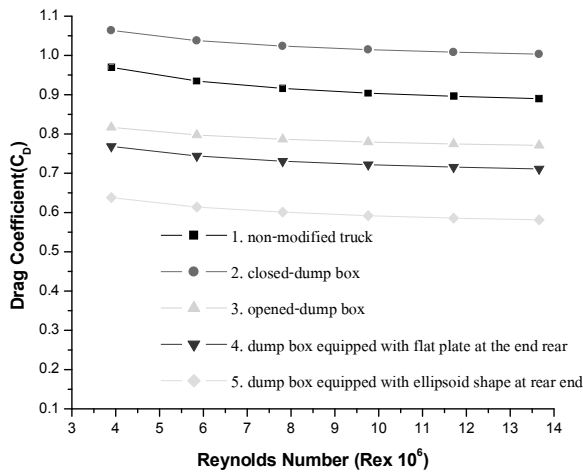 1.1
1.0
0.9
0.8
0.7
0.6
0.5
0.4
0.3
0.2
0.1
Drag Coefficient(C_D)
1. non-modified truck
2. closed-dump box
3. opened-dump box
4. dump box equipped with flat plate at the end rear
5. dump box equipped with ellipsoid shape at rear end
3 4 5 6 7 8 9 10 11 12 13 14
Reynolds Number (Rex 10^6)